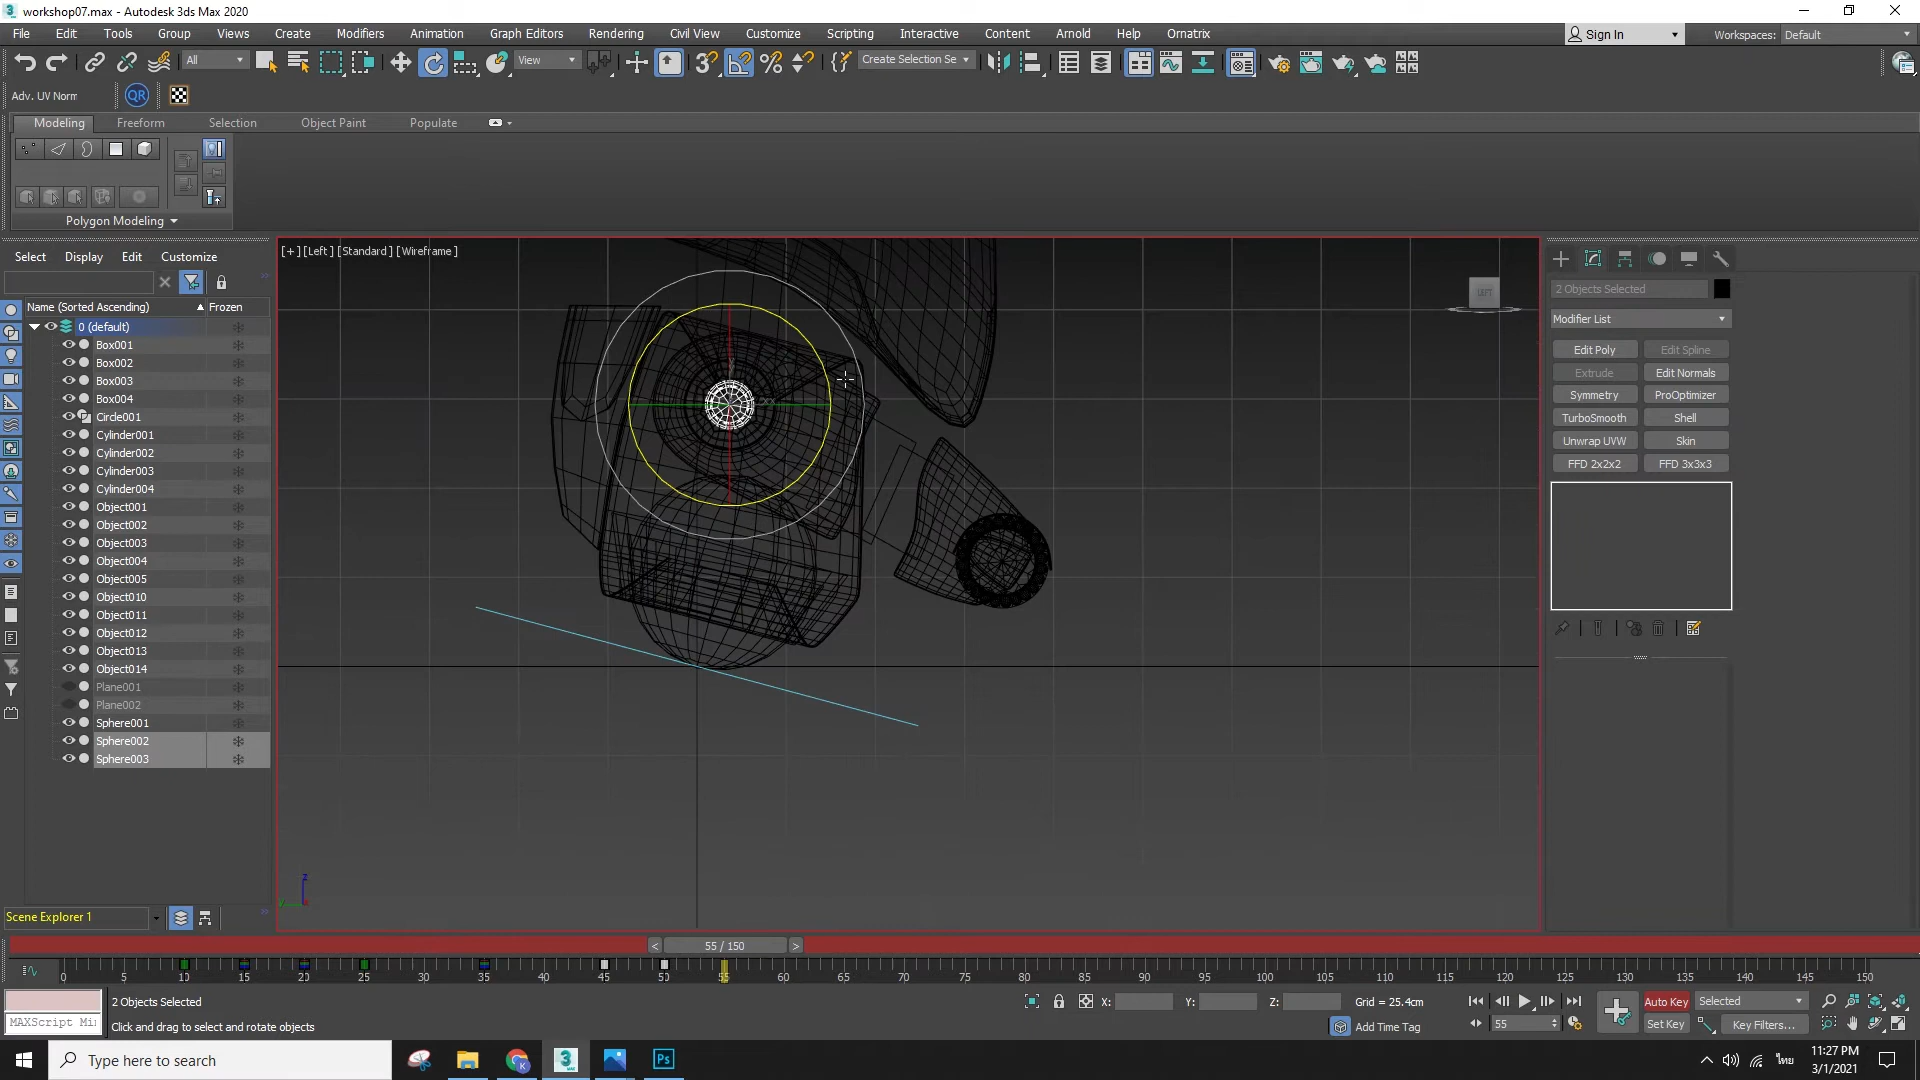 workshop07.max - Autodesk 3ds Max 2020
File Edit Tools Group Views Create Modifiers Animation Graph Editors Rendering Civil View Customize Scripting Interactive Content Arnold Help Ornatrix Sign In Workspaces: Default
All View Create Selection Se
Adv. UV Norm QR
Modeling Freeform Selection Object Paint Populate
Polygon Modeling
Select Display Edit Customize
[+] [Left] [Standard] [Wireframe]
LEFT
Name (Sorted Ascending) Frozen
0 (default)
Box001
Box002
Box003
Box004
Circle001
Cylinder001
Cylinder002
Cylinder003
Cylinder004
Object001
Object002
Object003
Object004
Object005
Object010
Object011
Object012
Object013
Object014
Plane001
Plane002
Sphere001
Sphere002
Sphere003
2 Objects Selected
Modifier List
Edit Poly Edit Spline
Extrude Edit Normals
Symmetry ProOptimizer
TurboSmooth Shell
Unwrap UVW Skin
FFD 2x2x2 FFD 3x3x3
z
Scene Explorer 1
< 55 / 150 >
0 5 10 15 20 25 30 35 40 45 50 55 60 65 70 75 80 85 90 95 100 105 110 115 120 125 130 135 140 145 150
2 Objects Selected X: Y: Z: Grid = 25.4cm Auto Key Selected
MAXScript Mi Click and drag to select and rotate objects Add Time Tag 55 Set Key Key Filters...
Type here to search
K 3 Ps
ไทย
11:27 PM
3/1/2021